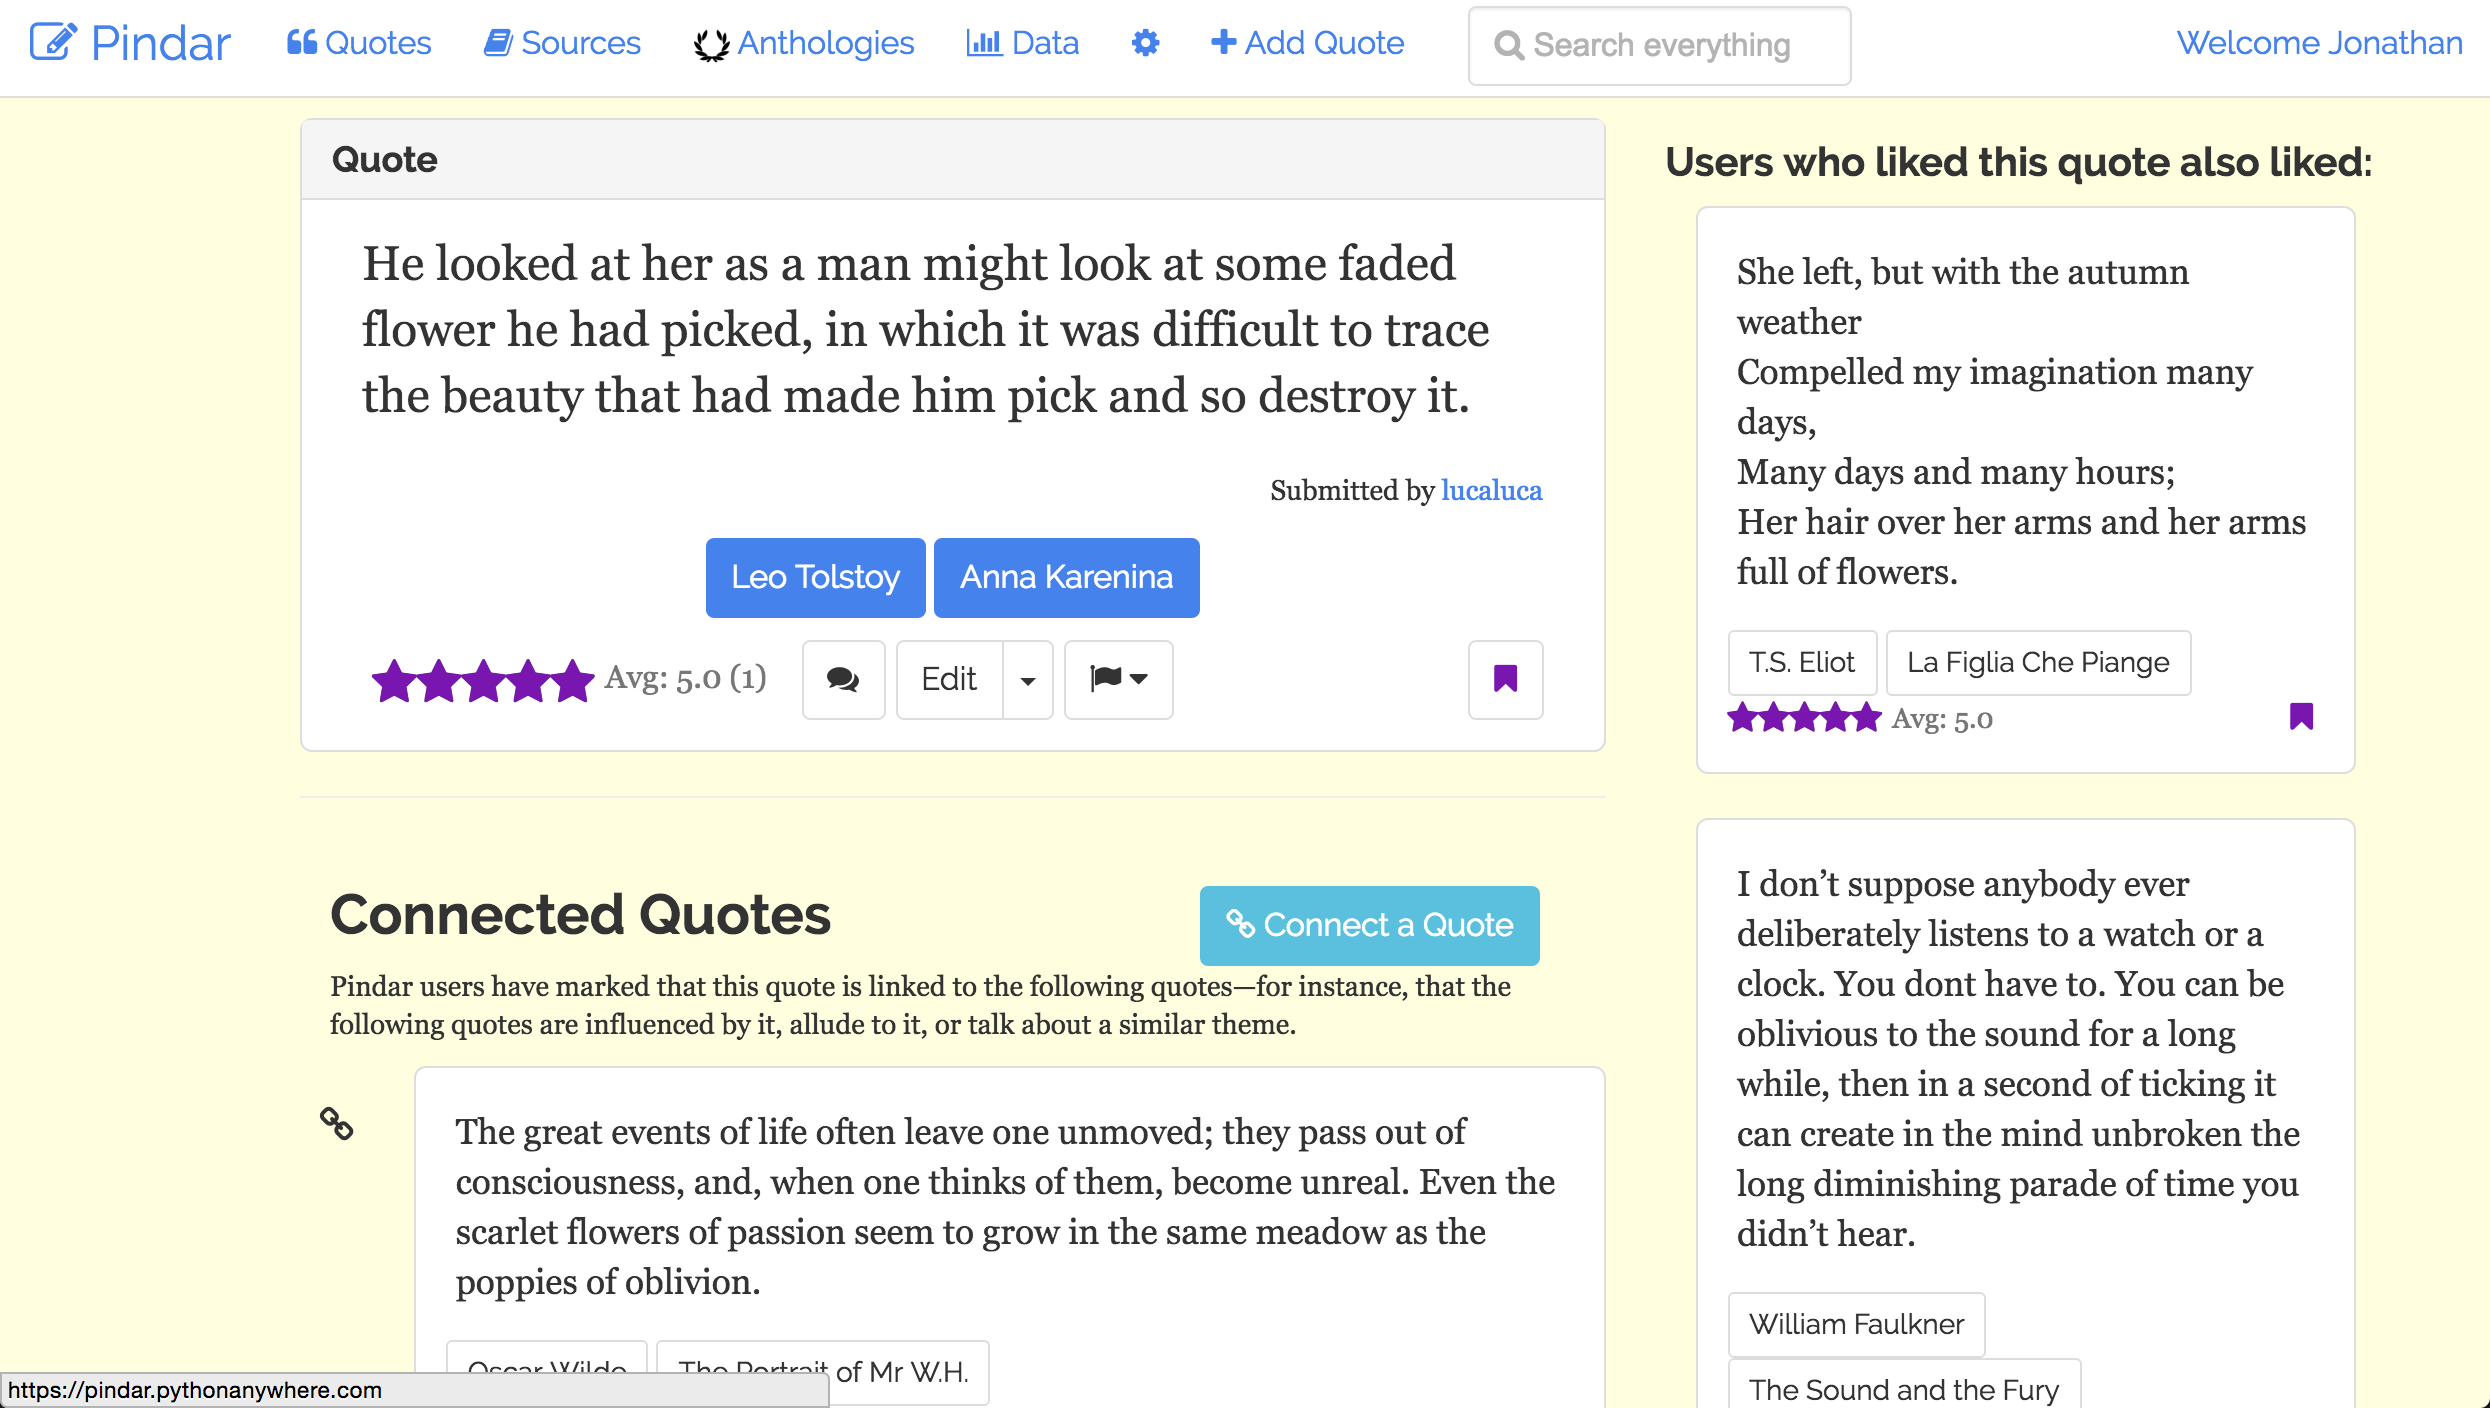 Pindar
Quotes
Sources
Anthologies
Data
Add Quote
Search everything
Welcome Jonathan
Quote
He looked at her as a man might look at some faded
flower he had picked, in which it was difficult to trace
the beauty that had made him pick and so destroy it.
Submitted by lucaluca
Leo Tolstoy
Anna Karenina
Avg: 5.0 (1)
Edit
Connected Quotes
Connect a Quote
Pindar users have marked that this quote is linked to the following quotes—for instance, that the
following quotes are influenced by it, allude to it, or talk about a similar theme.
The great events of life often leave one unmoved; they pass out of
consciousness, and, when one thinks of them, become unreal. Even the
scarlet flowers of passion seem to grow in the same meadow as the
poppies of oblivion.
Oscar Wilde
The Portrait of Mr W.H.
https://pindar.pythonanywhere.com
Users who liked this quote also liked:
She left, but with the autumn
weather
Compelled my imagination many
days,
Many days and many hours;
Her hair over her arms and her arms
full of flowers.
T.S. Eliot
La Figlia Che Piange
Avg: 5.0
I don’t suppose anybody ever
deliberately listens to a watch or a
clock. You dont have to. You can be
oblivious to the sound for a long
while, then in a second of ticking it
can create in the mind unbroken the
long diminishing parade of time you
didn’t hear.
William Faulkner
The Sound and the Fury